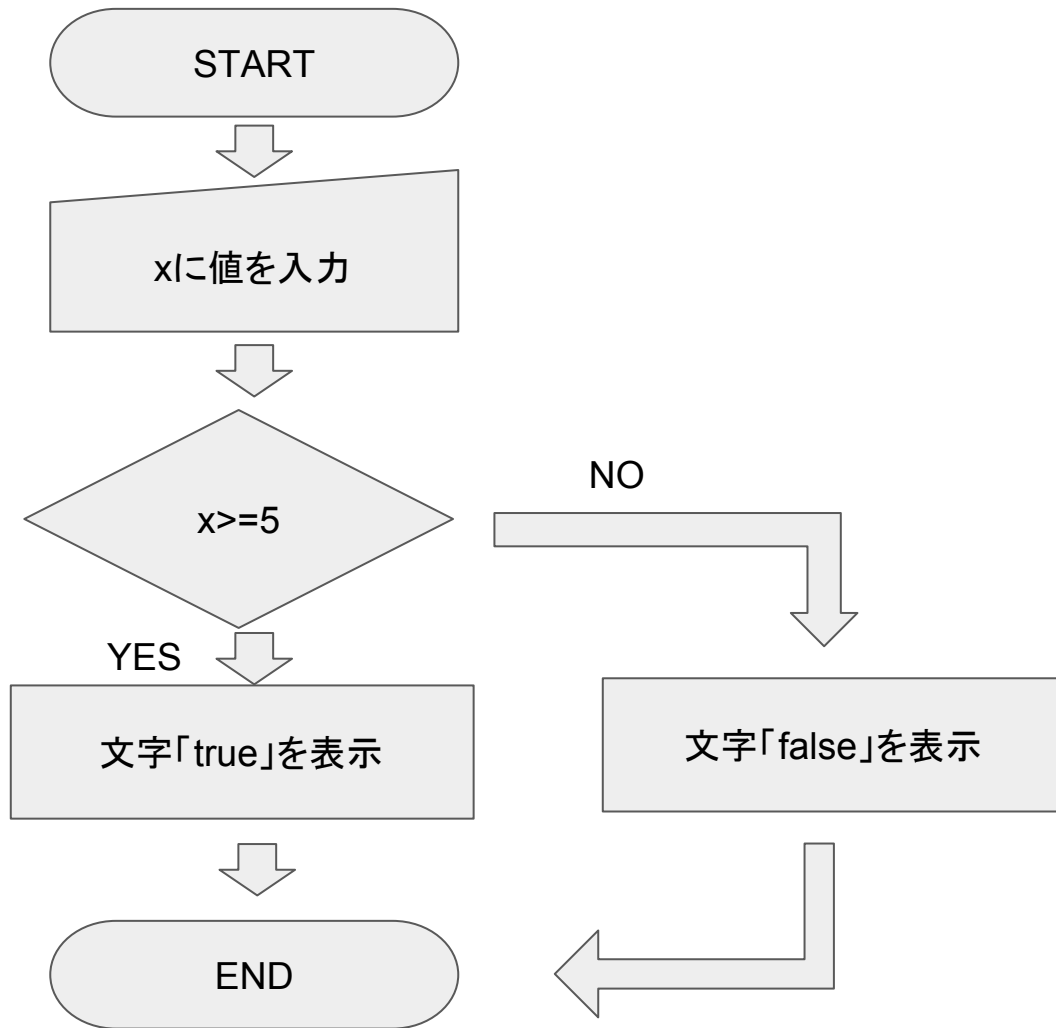 START
xに値を入力
x>=5
NO
YES
文字「true」を表示
文字「false」を表示
END